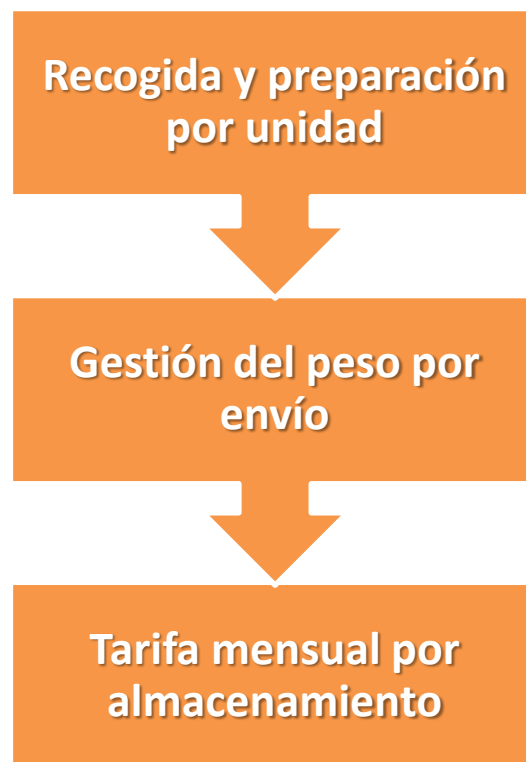 Recogida y preparación
por unidad
Gestión del peso por
envío
Tarifa mensual por
almacenamiento